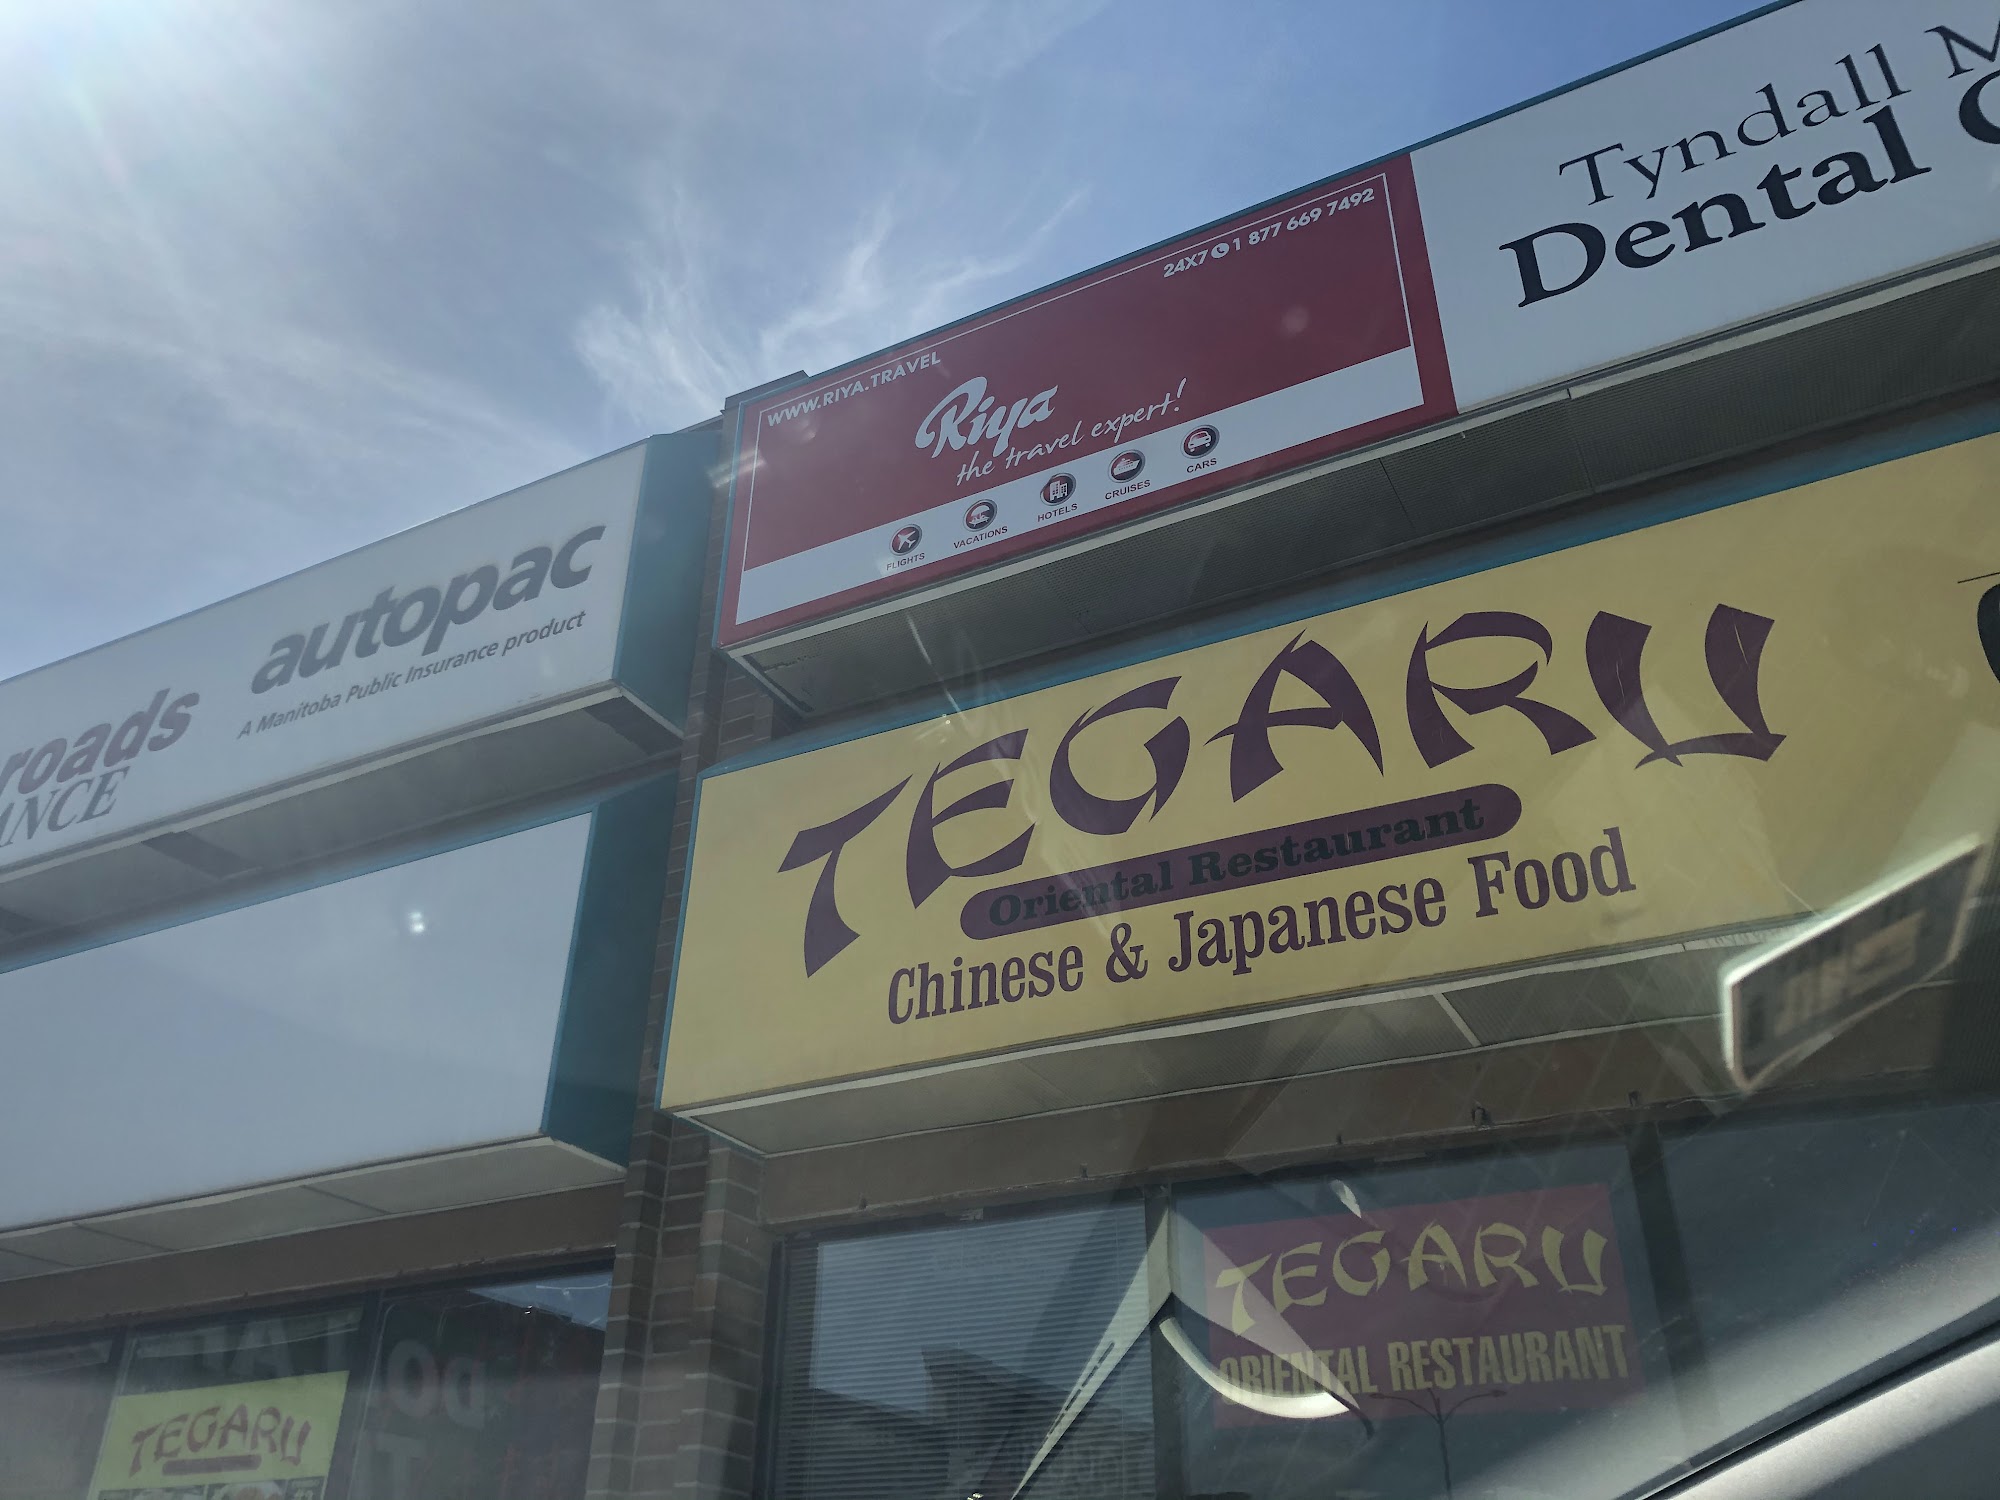 Tyndall
Dental
WWW.RIYA.TRAVEL
24X7 1 877 669 7492
Riya
the travel expert!
FLIGHTS
VACATIONS
HOTELS
CRUISES
CARS
roads
autopac
A Manitoba Public Insurance product
TEGARU
Oriental Restaurant
Chinese & Japanese Food
TEGARU
ORIENTAL RESTAURANT
TEGARU